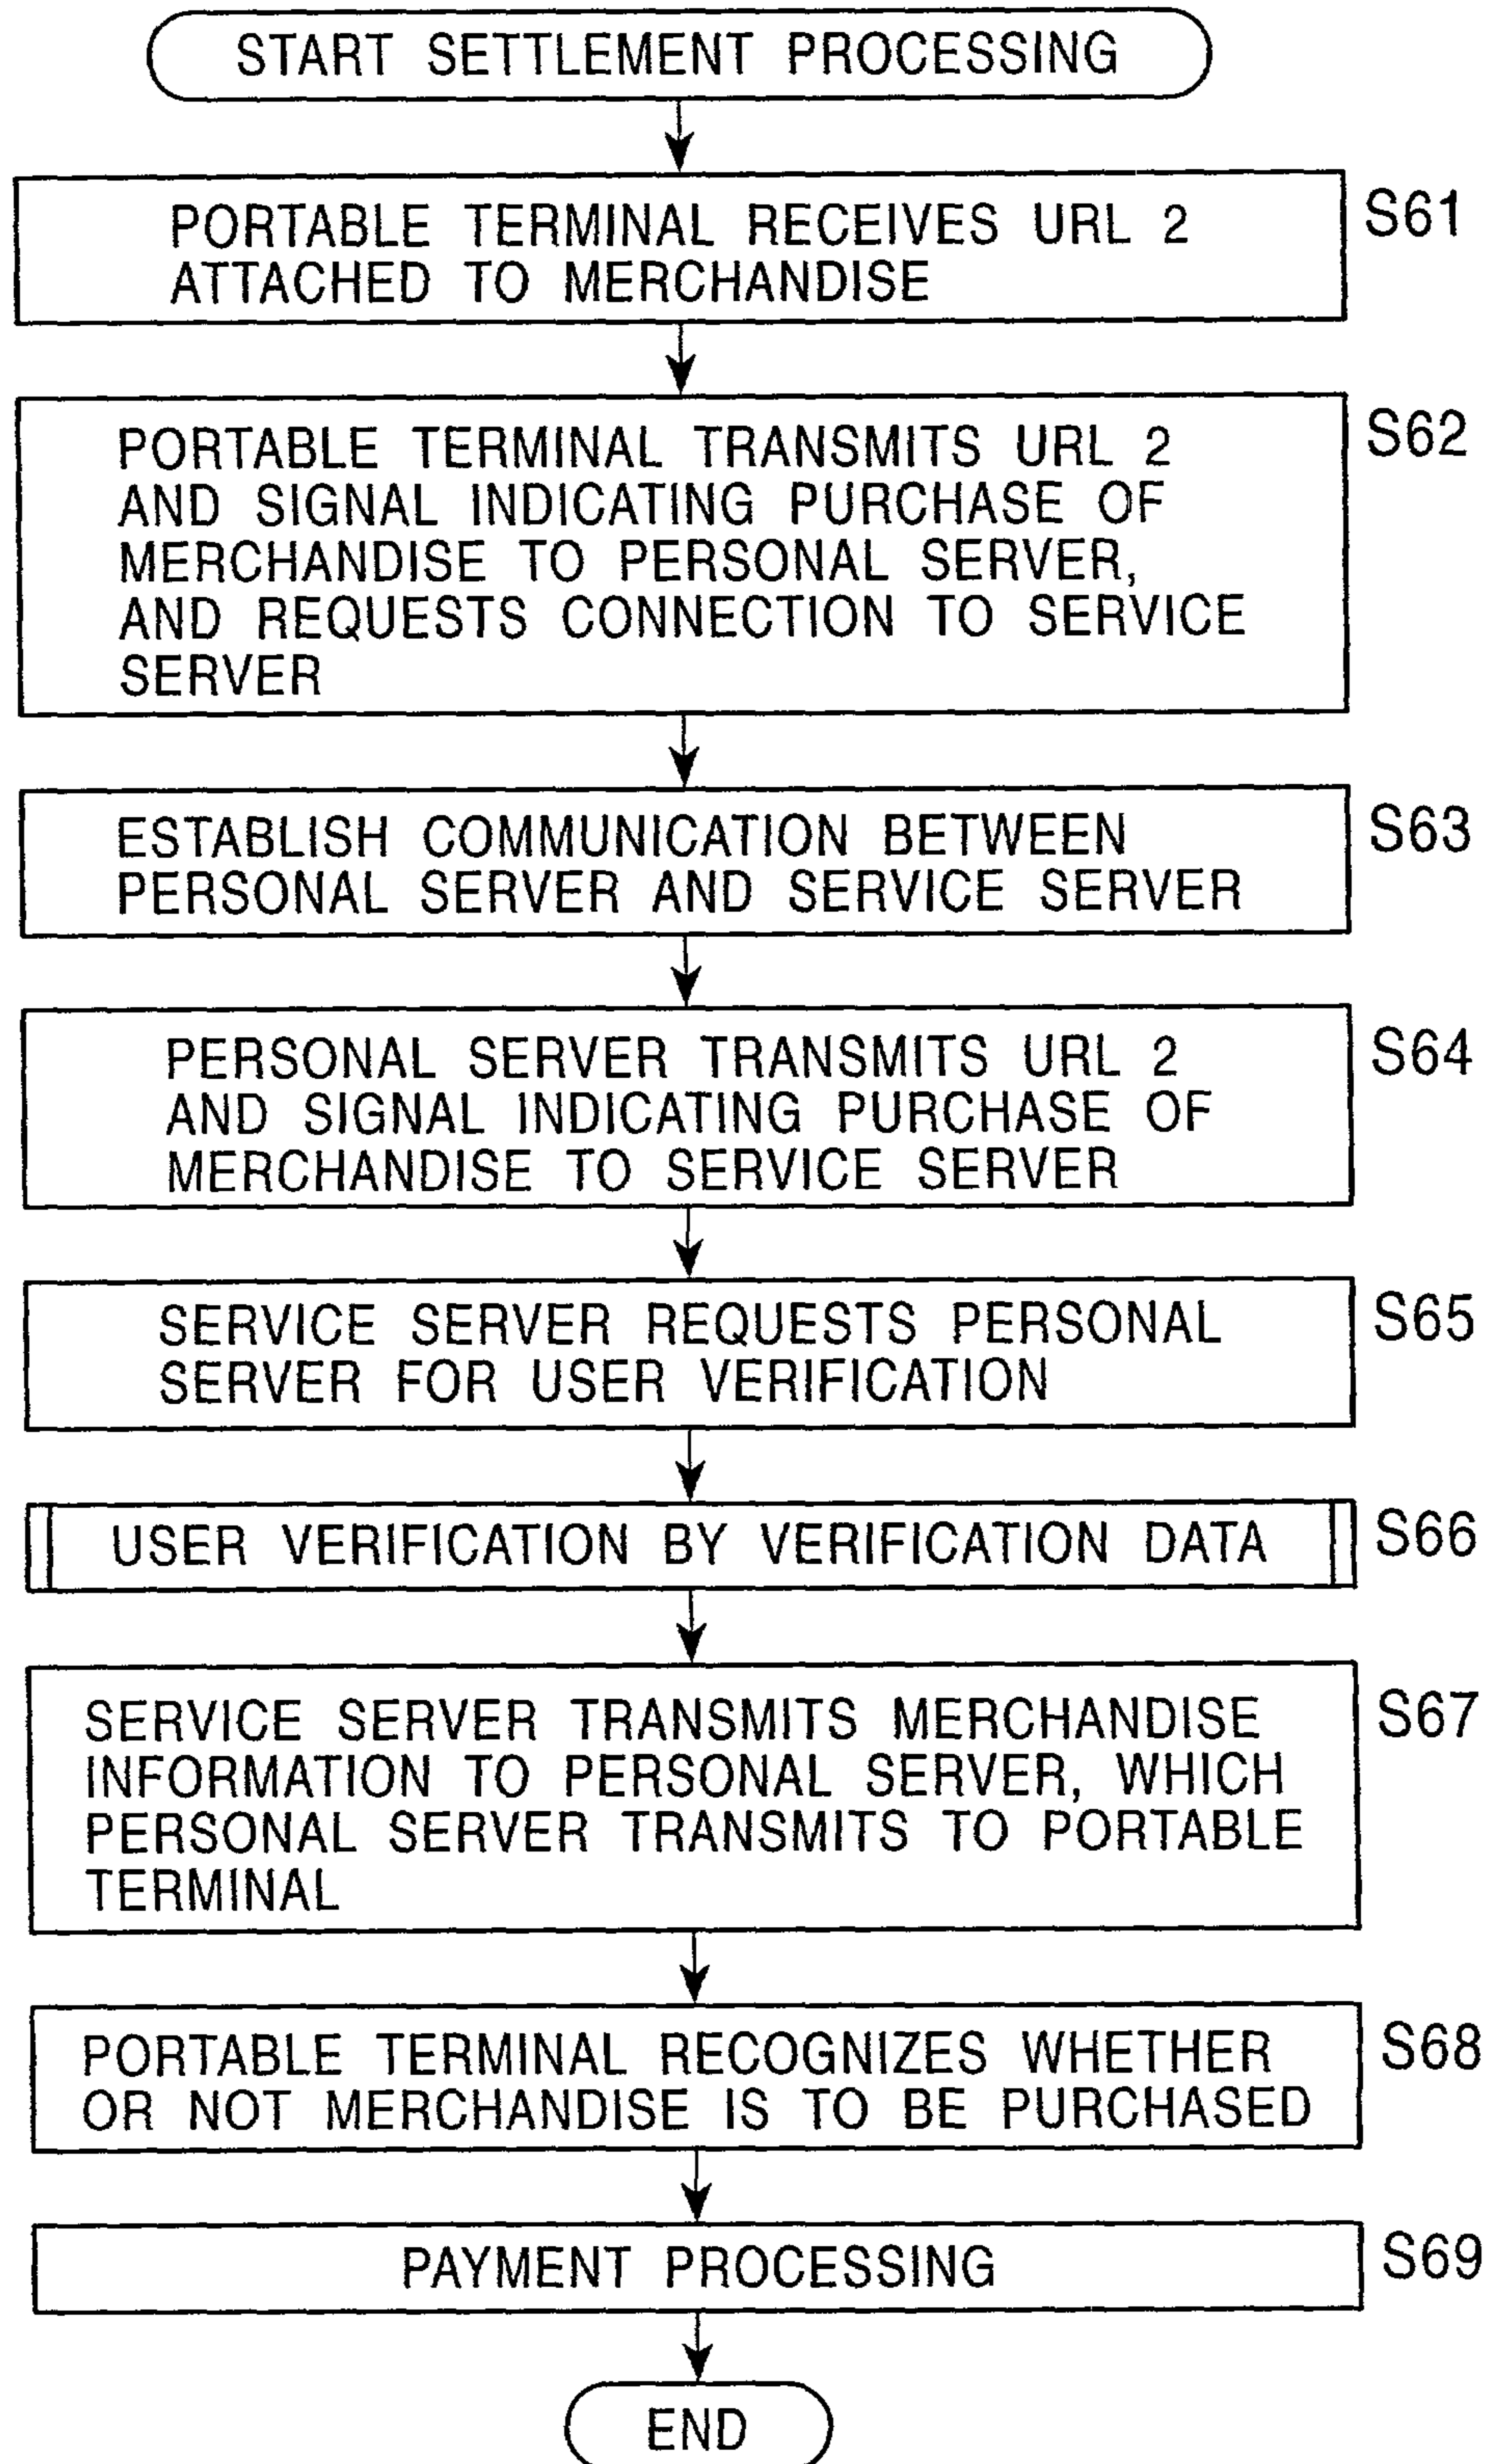 START SETTLEMENT PROCESSING
PORTABLE TERMINAL RECEIVES URL 2
ATTACHED TO MERCHANDISE
S61
PORTABLE TERMINAL TRANSMITS URL 2
AND SIGNAL INDICATING PURCHASE OF
MERCHANDISE TO PERSONAL SERVER,
AND REQUESTS CONNECTION TO SERVICE
SERVER
S62
ESTABLISH COMMUNICATION BETWEEN
PERSONAL SERVER AND SERVICE SERVER
S63
PERSONAL SERVER TRANSMITS URL 2
AND SIGNAL INDICATING PURCHASE OF
MERCHANDISE TO SERVICE SERVER
S64
SERVICE SERVER REQUESTS PERSONAL
SERVER FOR USER VERIFICATION
S65
USER VERIFICATION BY VERIFICATION DATA
S66
SERVICE SERVER TRANSMITS MERCHANDISE
INFORMATION TO PERSONAL SERVER, WHICH
PERSONAL SERVER TRANSMITS TO PORTABLE
TERMINAL
S67
PORTABLE TERMINAL RECOGNIZES WHETHER
OR NOT MERCHANDISE IS TO BE PURCHASED
S68
PAYMENT PROCESSING
S69
END